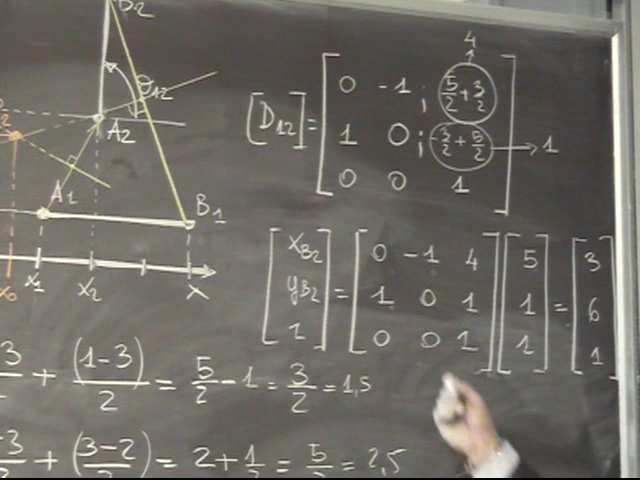 4
[D12] = [ 0 -1 ; 5/2 + 3/2
1 0 ; 3/2 + 5/2 → 1
0 0 1 ]
B2
θ12
A2
A1
B1
x0 x1 x2 x
[ xB2 yB2 1 ] = [ 0 -1 4
1 0 1
0 0 1 ] [ 5 1 1 ] = [ 3 6 1 ]
+ (1-3)/2 = 5/2 - 1 = 3/2 = 1,5
+ (3-2)/2 = 2 + 1/2 = 5/2 = 2,5